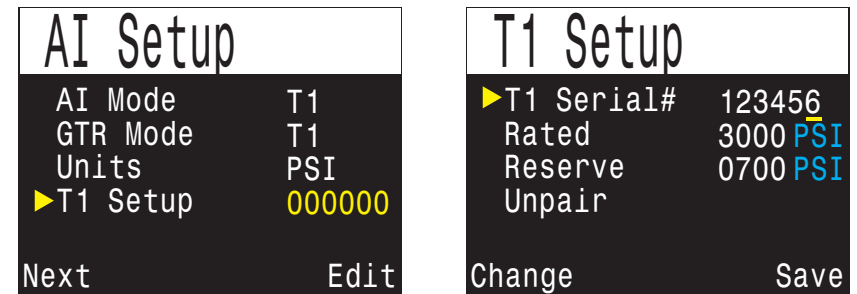 AI Setup
AI Mode T1
GTR Mode T1
Units PSI
T1 Setup 000000
Next Edit
T1 Setup
T1 Serial# 123456
Rated 3000 PSI
Reserve 0700 PSI
Unpair
Change Save